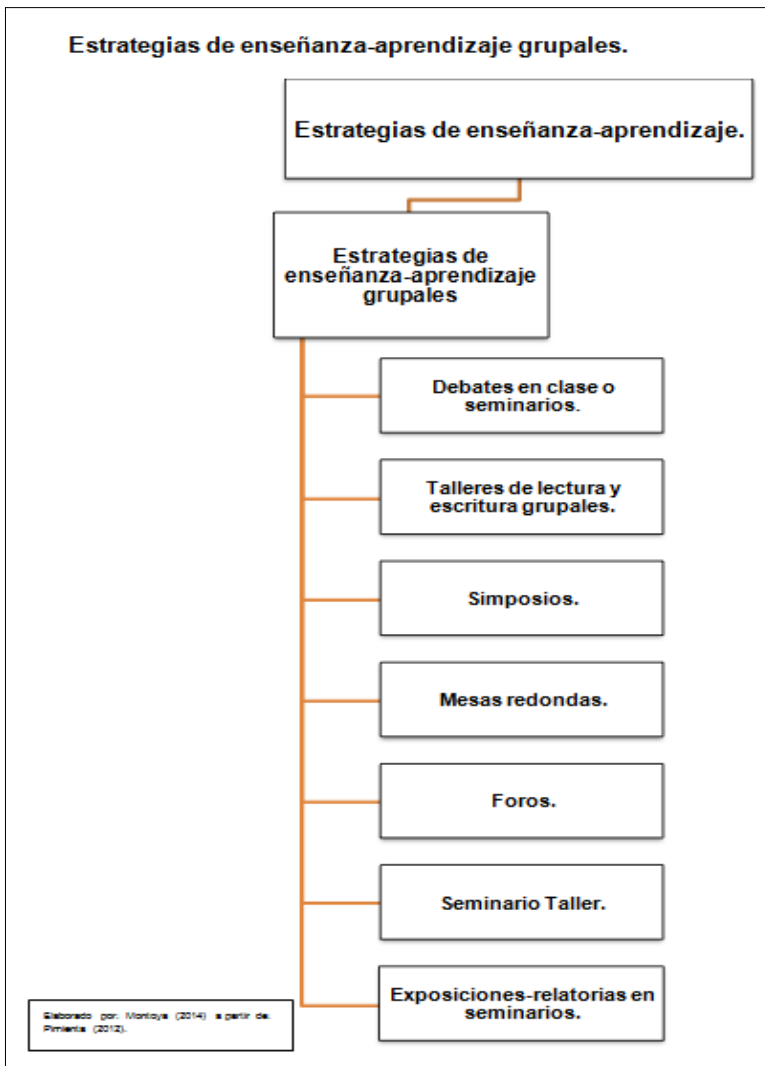 Estrategias de enseñanza-aprendizaje grupales.
Estrategias de enseñanza-aprendizaje.
Estrategias de
enseñanza-aprendizaje
grupales
Debates en clase o
seminarios.
Talleres de lectura y
escritura grupales.
Simposios.
Mesas redondas.
Foros.
Seminario Taller.
Exposiciones-relatorias en
seminarios.
Elaborado por: Montoya (2014) a partir de:
Pimienta (2012).